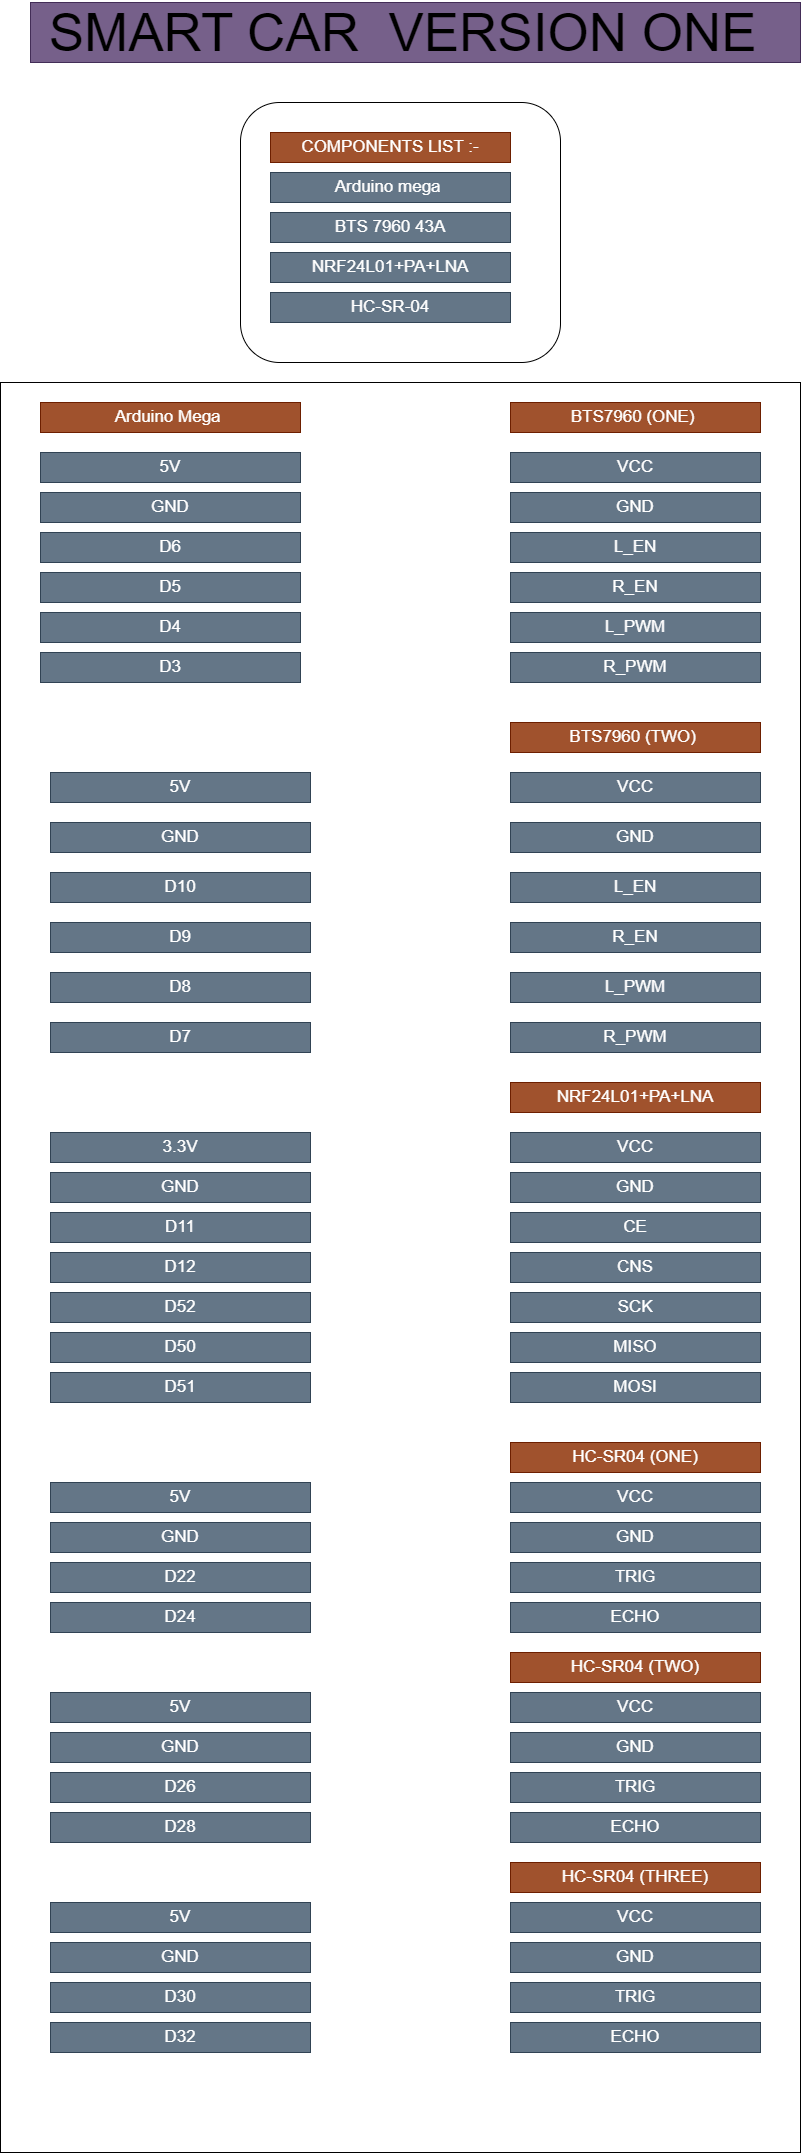 SMART CAR  VERSION ONE
COMPONENTS LIST :-
Arduino mega
BTS 7960 43A
NRF24L01+PA+LNA
HC-SR-04
Arduino Mega BTS7960 (ONE)
5V VCC
GND GND
D6 L_EN
D5 R_EN
D4 L_PWM
D3 R_PWM
BTS7960 (TWO)
5V VCC
GND GND
D10 L_EN
D9 R_EN
D8 L_PWM
D7 R_PWM
NRF24L01+PA+LNA
3.3V VCC
GND GND
D11 CE
D12 CNS
D52 SCK
D50 MISO
D51 MOSI
HC-SR04 (ONE)
5V VCC
GND GND
D22 TRIG
D24 ECHO
HC-SR04 (TWO)
5V VCC
GND GND
D26 TRIG
D28 ECHO
HC-SR04 (THREE)
5V VCC
GND GND
D30 TRIG
D32 ECHO